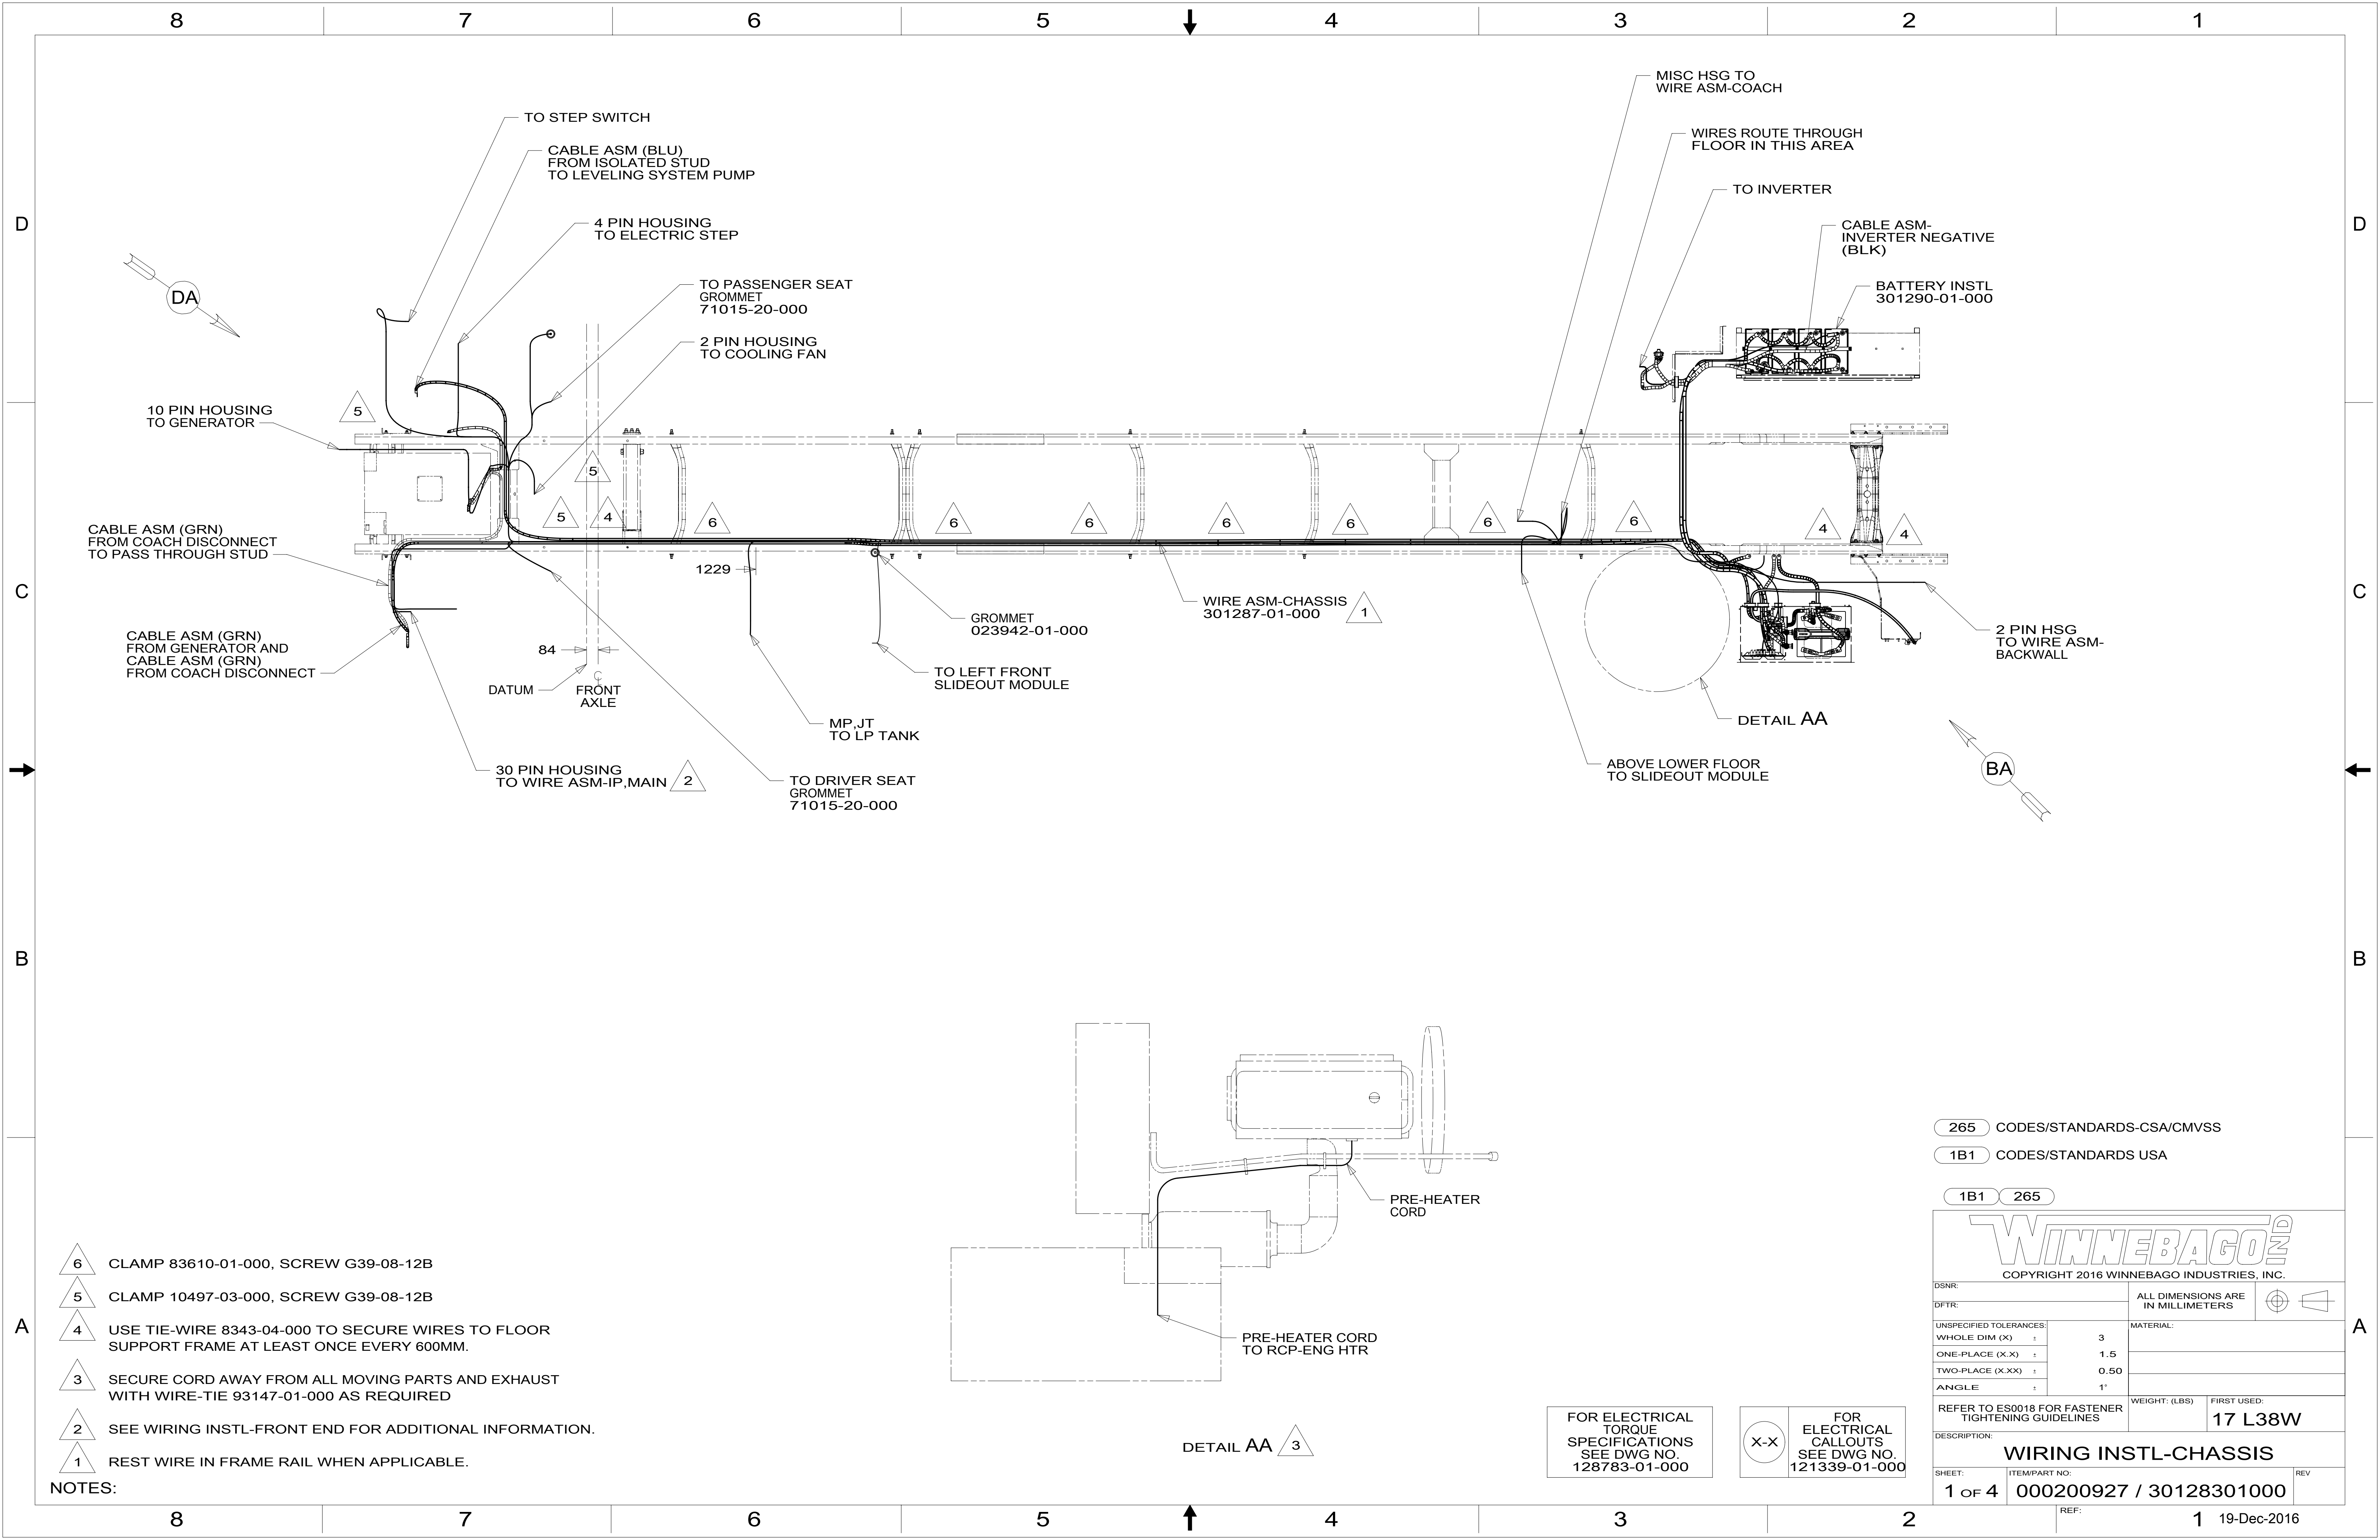 8 7 6 5 4 3 2 1
MISC HSG TO
WIRE ASM-COACH
TO STEP SWITCH
WIRES ROUTE THROUGH
FLOOR IN THIS AREA
CABLE ASM (BLU)
FROM ISOLATED STUD
TO LEVELING SYSTEM PUMP
TO INVERTER
D
D
4 PIN HOUSING
TO ELECTRIC STEP
CABLE ASM-
INVERTER NEGATIVE
(BLK)
DA
TO PASSENGER SEAT
GROMMET
71015-20-000
BATTERY INSTL
301290-01-000
2 PIN HOUSING
TO COOLING FAN
10 PIN HOUSING
TO GENERATOR
5
5
5
4
6
6
6
6
6
6
6
4
4
CABLE ASM (GRN)
FROM COACH DISCONNECT
TO PASS THROUGH STUD
1229
C
C
WIRE ASM-CHASSIS
301287-01-000
1
GROMMET
023942-01-000
CABLE ASM (GRN)
FROM GENERATOR AND
CABLE ASM (GRN)
FROM COACH DISCONNECT
2 PIN HSG
TO WIRE ASM-
BACKWALL
84
TO LEFT FRONT
SLIDEOUT MODULE
DATUM
FRONT
AXLE
MP,JT
TO LP TANK
DETAIL AA
30 PIN HOUSING
TO WIRE ASM-IP,MAIN
2
TO DRIVER SEAT
GROMMET
71015-20-000
ABOVE LOWER FLOOR
TO SLIDEOUT MODULE
BA
B
B
265 CODES/STANDARDS-CSA/CMVSS
1B1 CODES/STANDARDS USA
1B1 265
PRE-HEATER
CORD
PRE-HEATER CORD
TO RCP-ENG HTR
DETAIL AA
3
6 CLAMP 83610-01-000, SCREW G39-08-12B
5 CLAMP 10497-03-000, SCREW G39-08-12B
4 USE TIE-WIRE 8343-04-000 TO SECURE WIRES TO FLOOR
SUPPORT FRAME AT LEAST ONCE EVERY 600MM.
3 SECURE CORD AWAY FROM ALL MOVING PARTS AND EXHAUST
WITH WIRE-TIE 93147-01-000 AS REQUIRED
2 SEE WIRING INSTL-FRONT END FOR ADDITIONAL INFORMATION.
1 REST WIRE IN FRAME RAIL WHEN APPLICABLE.
NOTES:
A
A
FOR ELECTRICAL
TORQUE
SPECIFICATIONS
SEE DWG NO.
128783-01-000
X-X
FOR
ELECTRICAL
CALLOUTS
SEE DWG NO.
121339-01-000
WINNEBAGO IND
COPYRIGHT 2016 WINNEBAGO INDUSTRIES, INC.
DSNR:
DFTR:
ALL DIMENSIONS ARE
IN MILLIMETERS
UNSPECIFIED TOLERANCES:
WHOLE DIM (X) ± 3
ONE-PLACE (X.X) ± 1.5
TWO-PLACE (X.XX) ± 0.50
ANGLE ± 1°
MATERIAL:
REFER TO ES0018 FOR FASTENER
TIGHTENING GUIDELINES
WEIGHT: (LBS)
FIRST USED:
17 L38W
DESCRIPTION:
WIRING INSTL-CHASSIS
SHEET:
1 OF 4
ITEM/PART NO:
000200927 / 30128301000
REV
REF:
8 7 6 5 4 3 2 1
19-Dec-2016